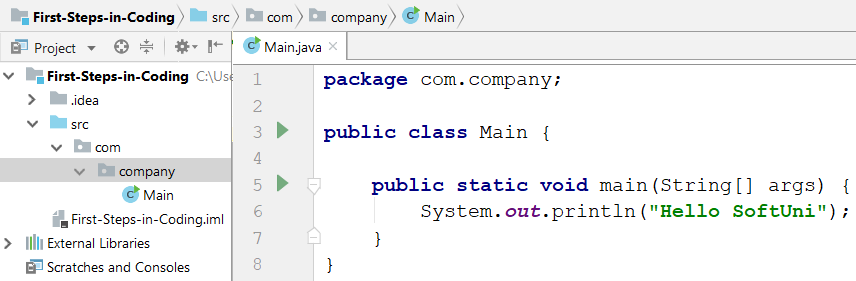 First-Steps-in-Coding src com company Main
Project
Main.java
First-Steps-in-Coding C:\Use
.idea
src
com
company
Main
First-Steps-in-Coding.iml
External Libraries
Scratches and Consoles
1 package com.company;
2
3 public class Main {
4
5 public static void main(String[] args) {
6 System.out.println("Hello SoftUni");
7 }
8 }